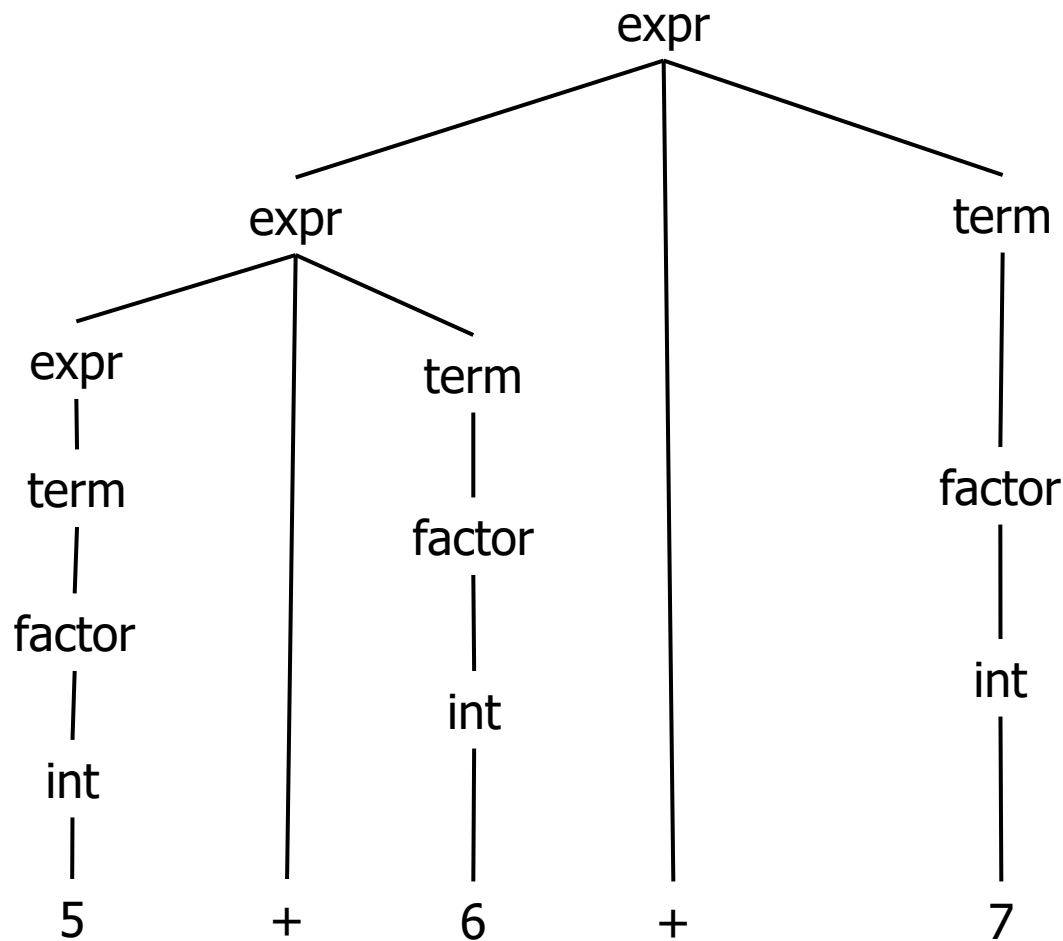 expr
expr term
expr term
term factor
factor
factor
int
int
int
5 + 6 + 7